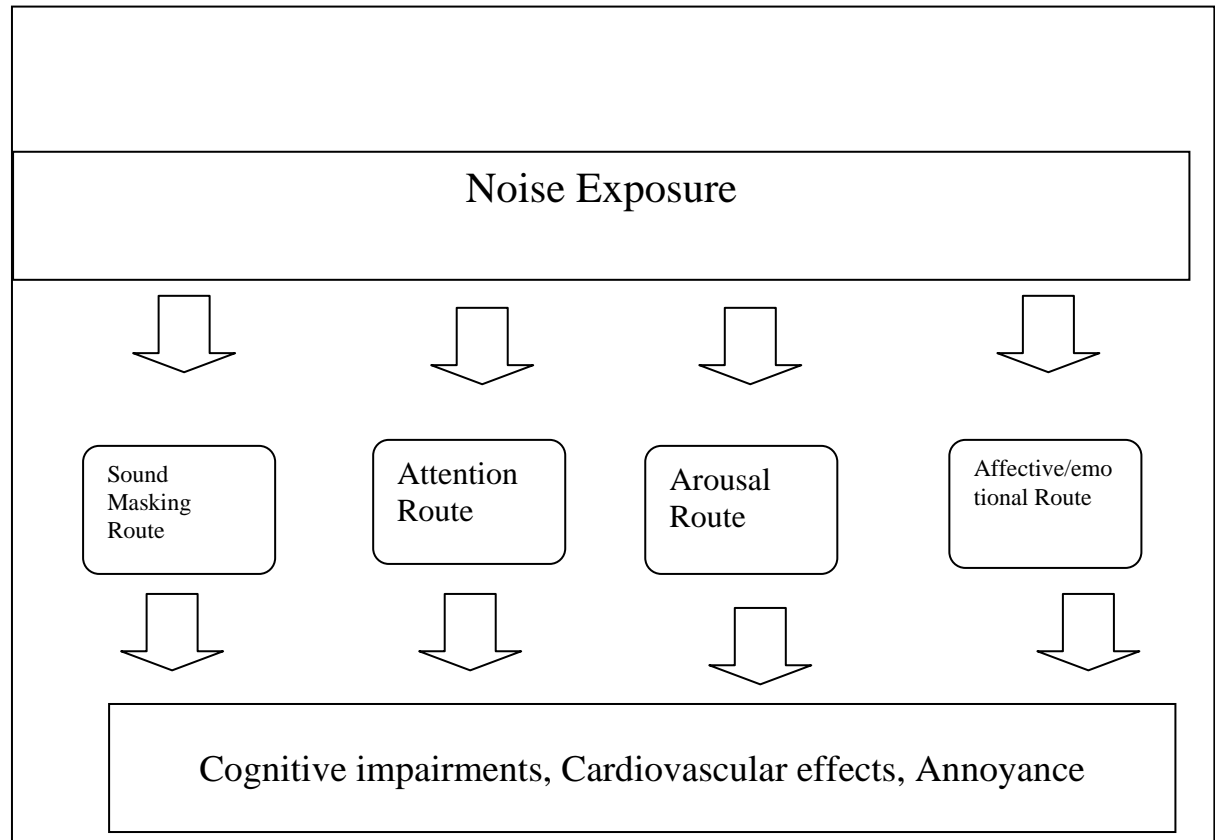 Noise Exposure
Sound
Masking
Route
Attention
Route
Arousal
Route
Affective/emo
tional Route
Cognitive impairments, Cardiovascular effects, Annoyance